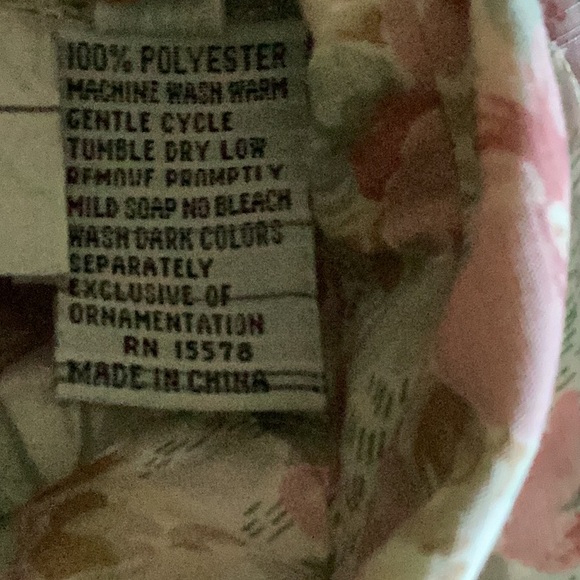 100% POLYESTER
MACHINE WASH WARM
GENTLE CYCLE
TUMBLE DRY LOW
REMOVE PROMPTLY
MILD SOAP NO BLEACH
WASH DARK COLORS
SEPARATELY
EXCLUSIVE OF
ORNAMENTATION
RN 15578
MADE IN CHINA